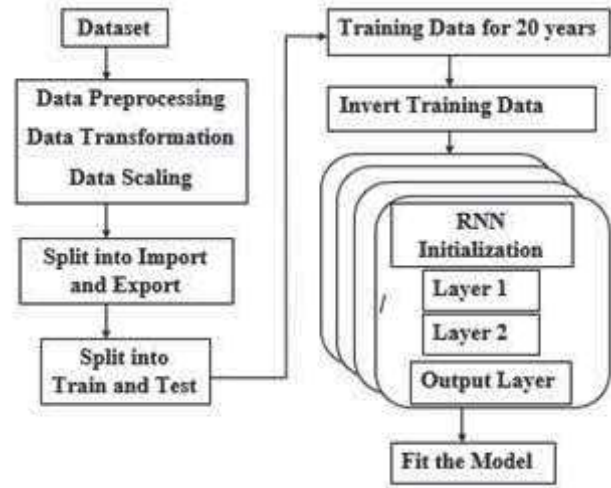 Dataset
Data Preprocessing
Data Transformation
Data Scaling
Split into Import
and Export
Split into
Train and Test
Training Data for 20 years
Invert Training Data
RNN
Initialization
Layer 1
Layer 2
Output Layer
Fit the Model